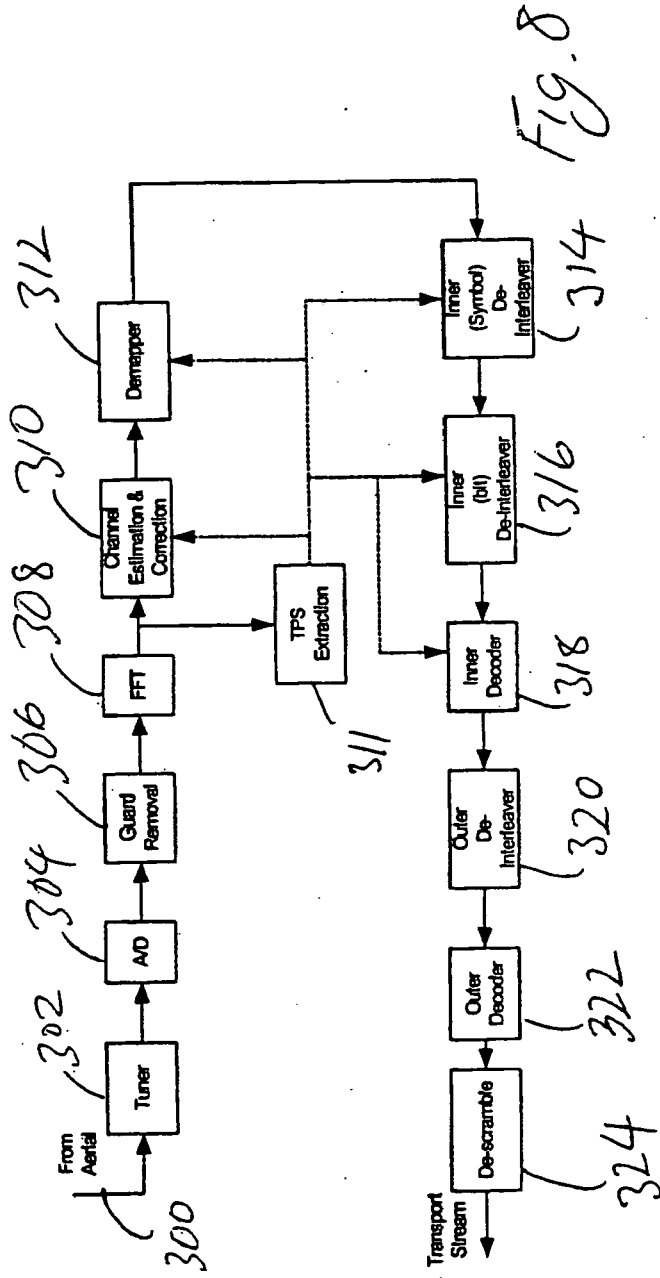 From
Aerial
300
302
Tuner
304
A/D
306
Guard
Removal
308
FFT
310
Channel
Estimation &
Correction
312
Demapper
TPS
Extraction
311
Inner
(Symbol)
De-
Interleaver
314
Inner
(bit)
De-interleaver
316
Inner
Decoder
318
Outer
De-
Interleaver
320
Outer
Decoder
322
De-scramble
324
Transport
Stream
Fig. 8